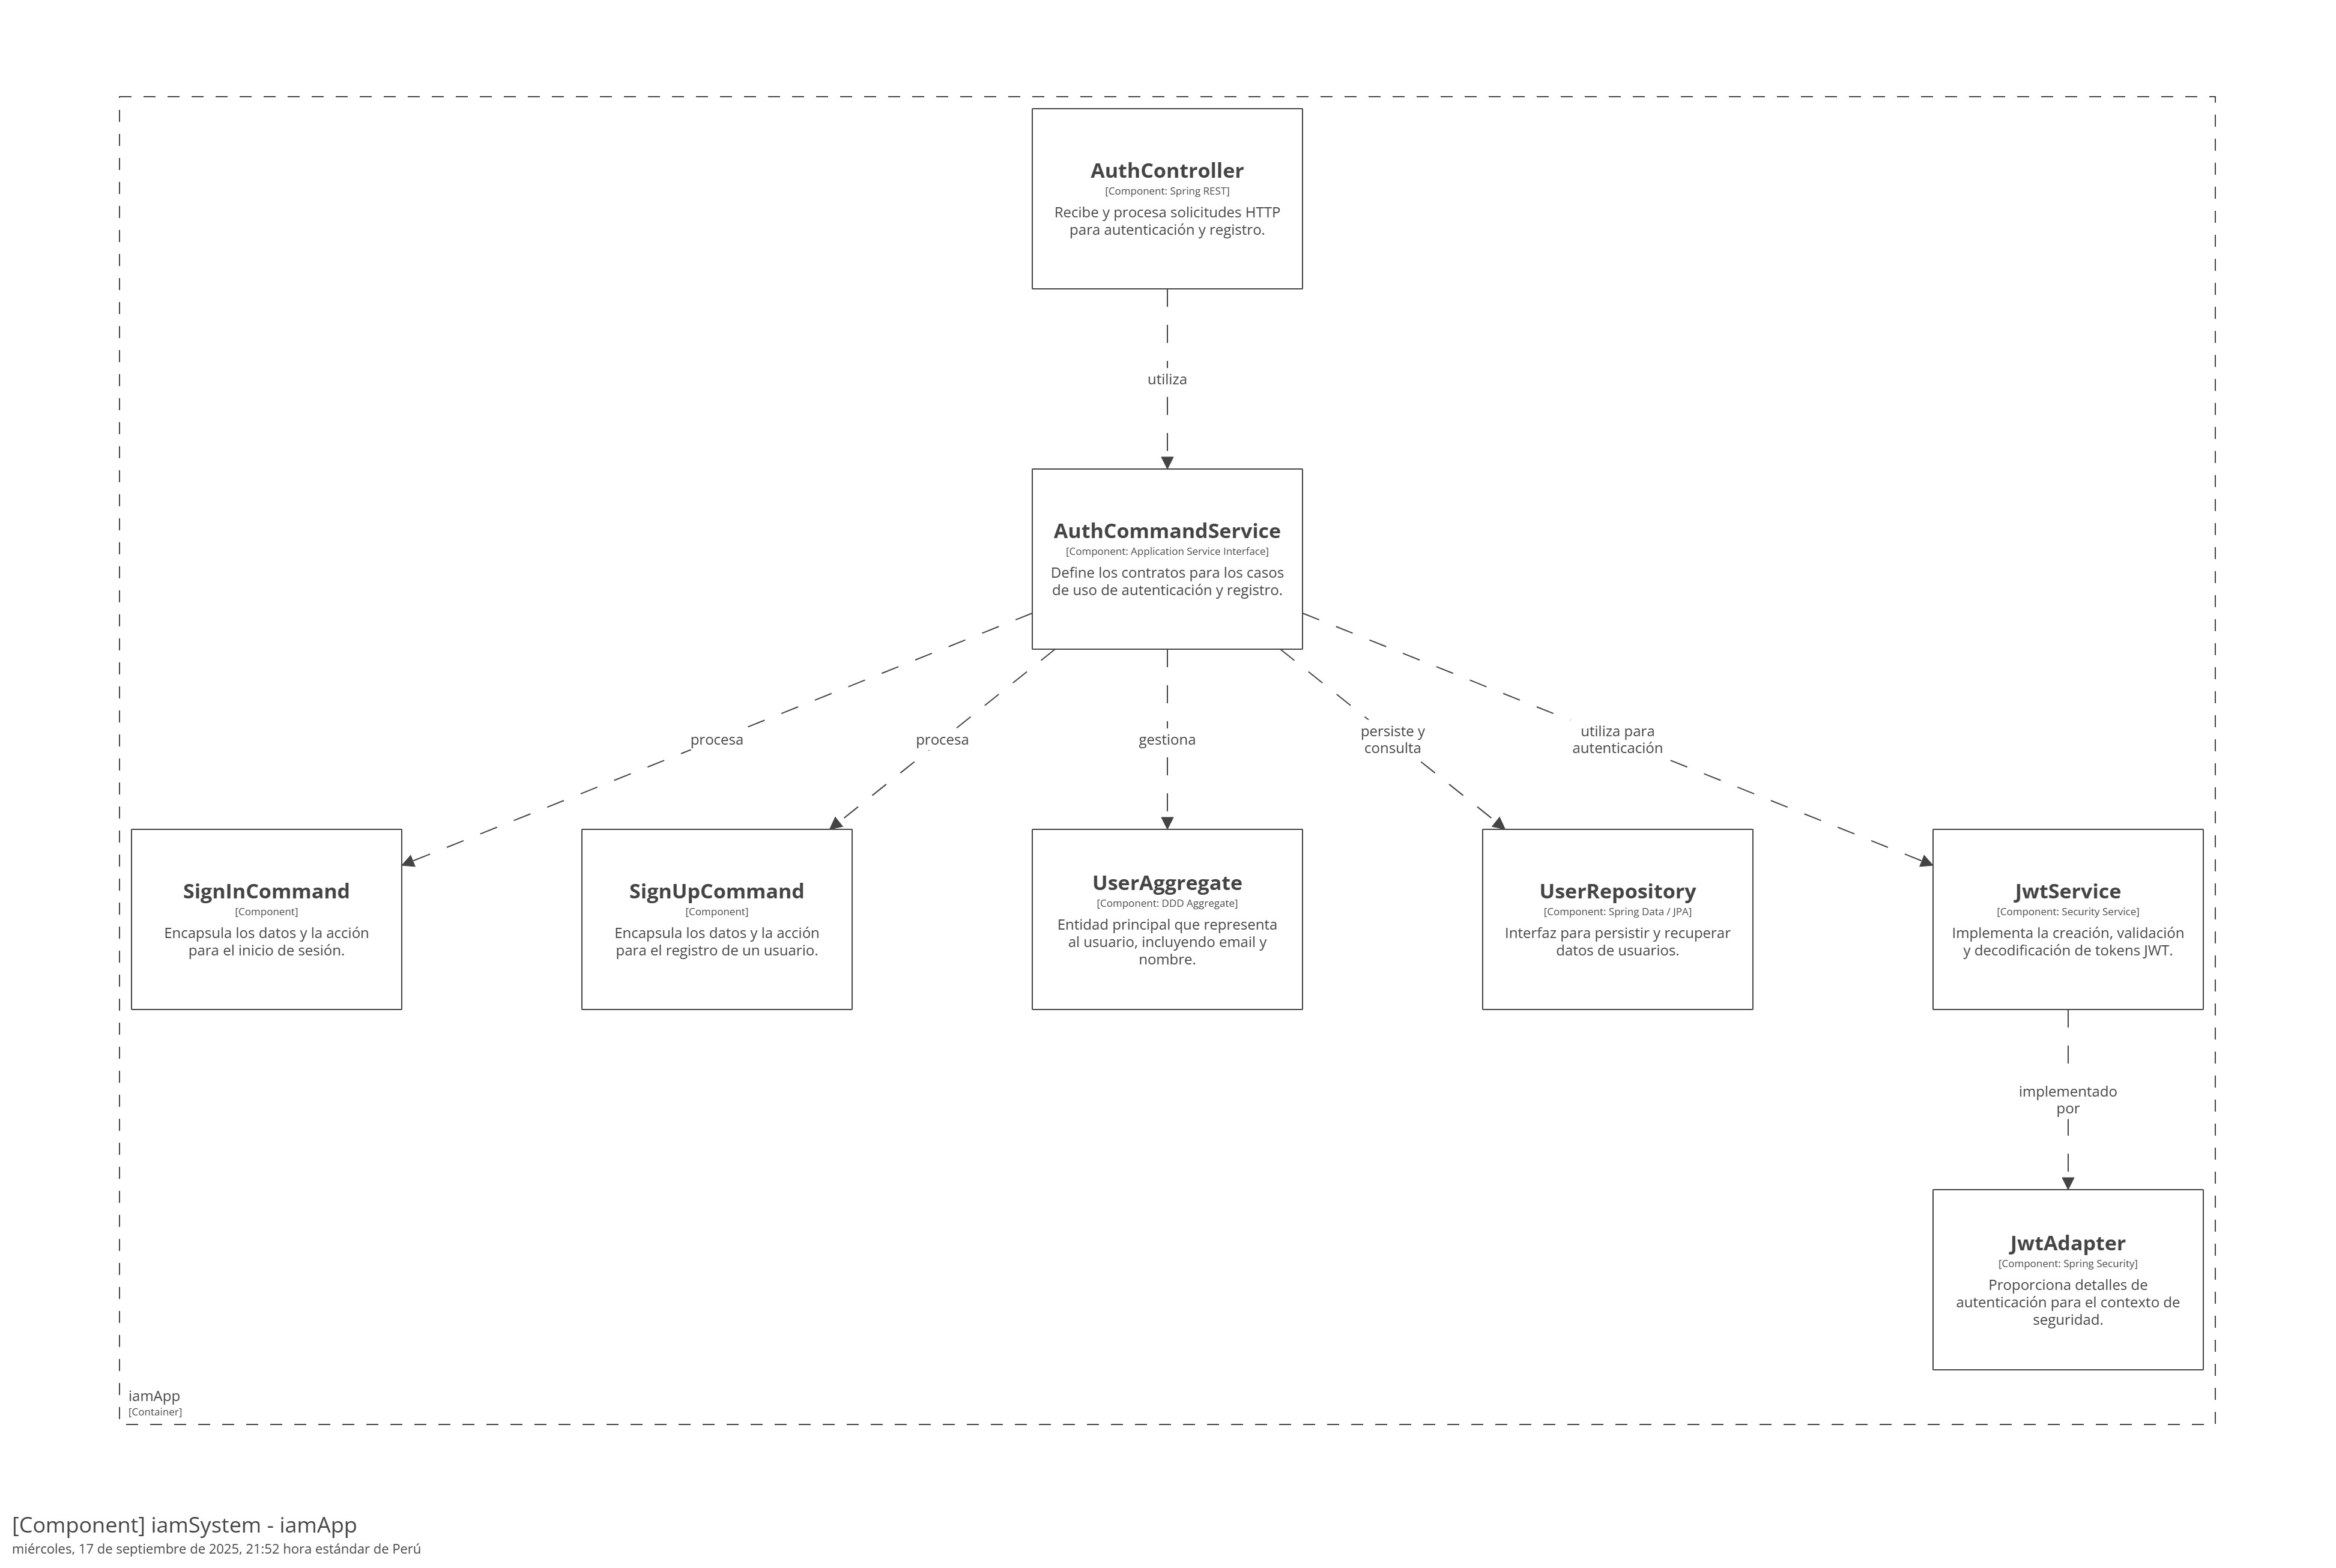 AuthController
[Component: Spring REST]
Recibe y procesa solicitudes HTTP
para autenticación y registro.
utiliza
AuthCommandService
[Component: Application Service Interface]
Define los contratos para los casos
de uso de autenticación y registro.
procesa
procesa
gestiona
persiste y
consulta
utiliza para
autenticación
SignInCommand
[Component]
Encapsula los datos y la acción
para el inicio de sesión.
SignUpCommand
[Component]
Encapsula los datos y la acción
para el registro de un usuario.
UserAggregate
[Component: DDD Aggregate]
Entidad principal que representa
al usuario, incluyendo email y
nombre.
UserRepository
[Component: Spring Data / JPA]
Interfaz para persistir y recuperar
datos de usuarios.
JwtService
[Component: Security Service]
Implementa la creación, validación
y decodificación de tokens JWT.
implementado
por
JwtAdapter
[Component: Spring Security]
Proporciona detalles de
autenticación para el contexto de
seguridad.
iamApp
[Container]
[Component] iamSystem - iamApp
miércoles, 17 de septiembre de 2025, 21:52 hora estándar de Perú